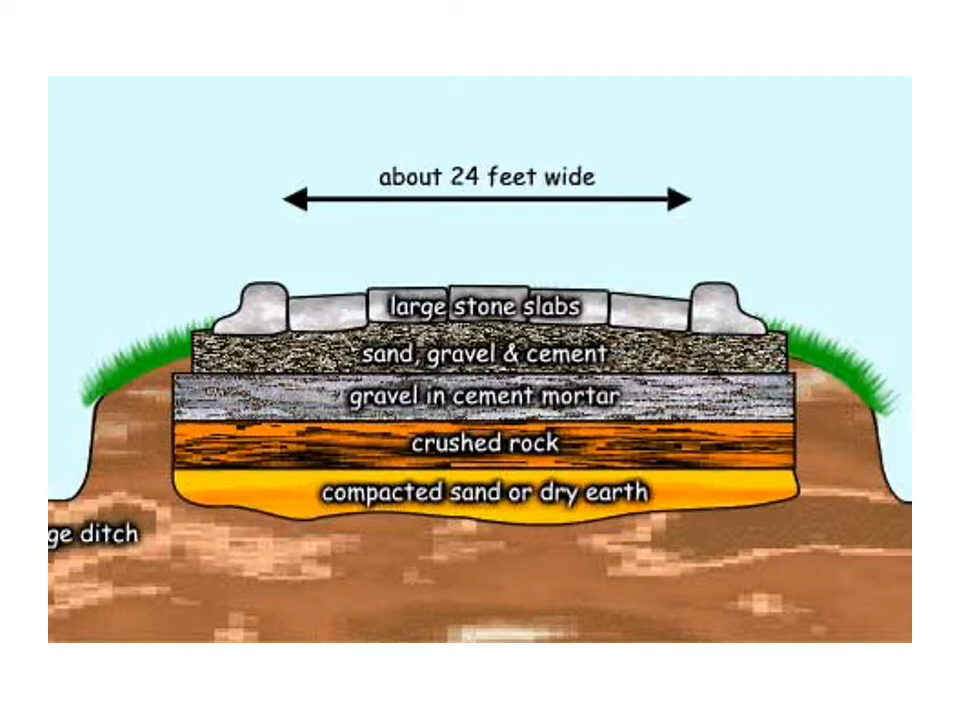 about 24 feet wide
large stone slabs
sand, gravel & cement
gravel in cement mortar
crushed rock
compacted sand or dry earth
ge ditch